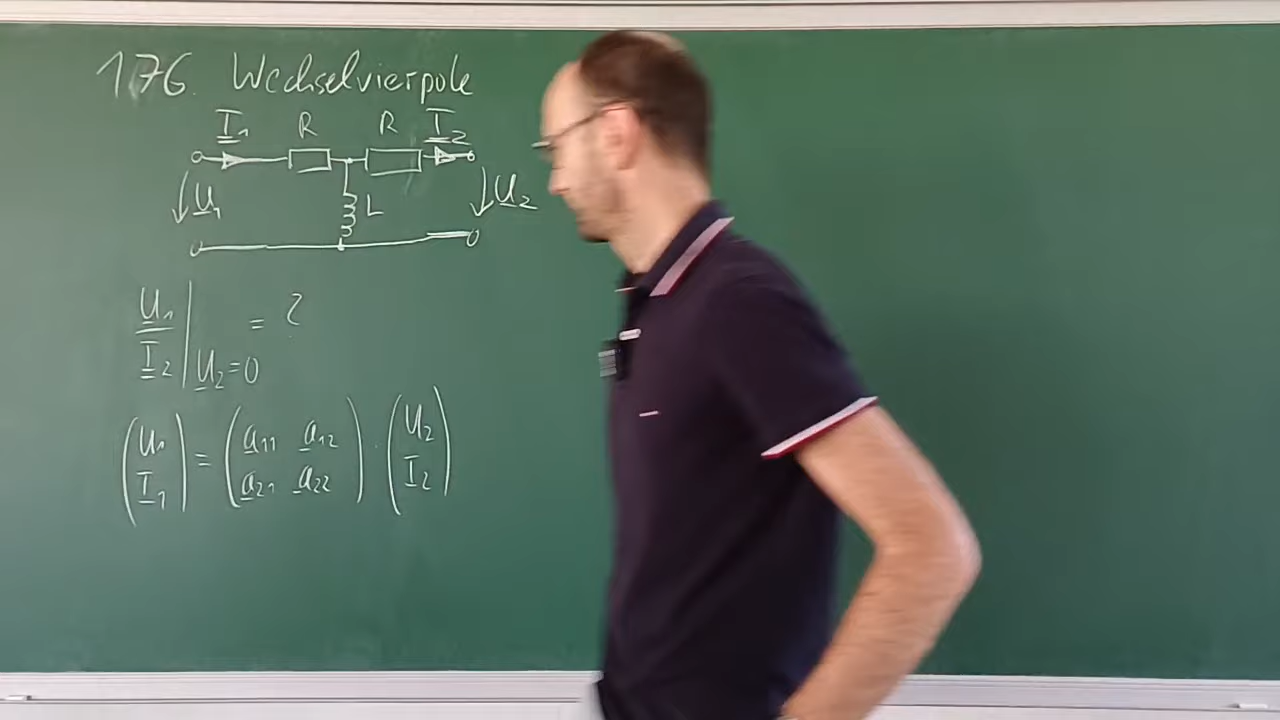 176. Wechselvierpole
I1 R R I2
U1 L U2
U1/I2 | U2=0 = ?
(U1 I1) = (a11 a12 a21 a22) · (U2 I2)